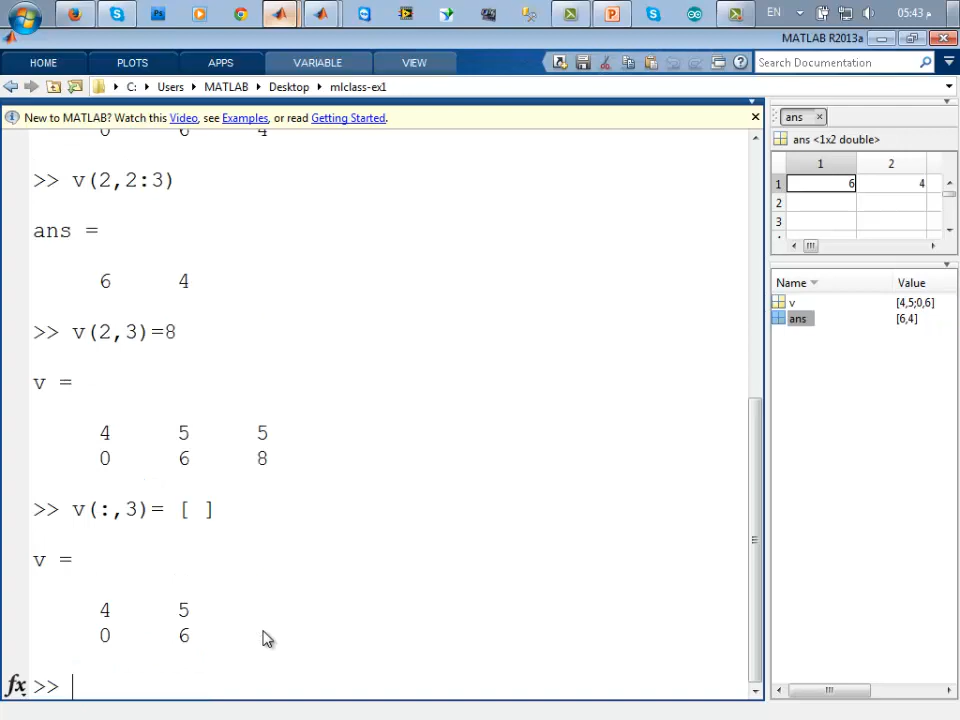 EN
05:43 م
MATLAB R2013a
HOME PLOTS APPS VARIABLE VIEW
Search Documentation
C: Users MATLAB Desktop mlclass-ex1
New to MATLAB? Watch this Video, see Examples, or read Getting Started.
0 6 4
>> v(2,2:3)
ans =
6 4
>> v(2,3)=8
v =
4 5 5
0 6 8
>> v(:,3)= [ ]
v =
4 5
0 6
fx >>
ans
ans <1x2 double>
1 2
1 6 4
2
3
Name Value
v [4,5;0,6]
ans [6,4]